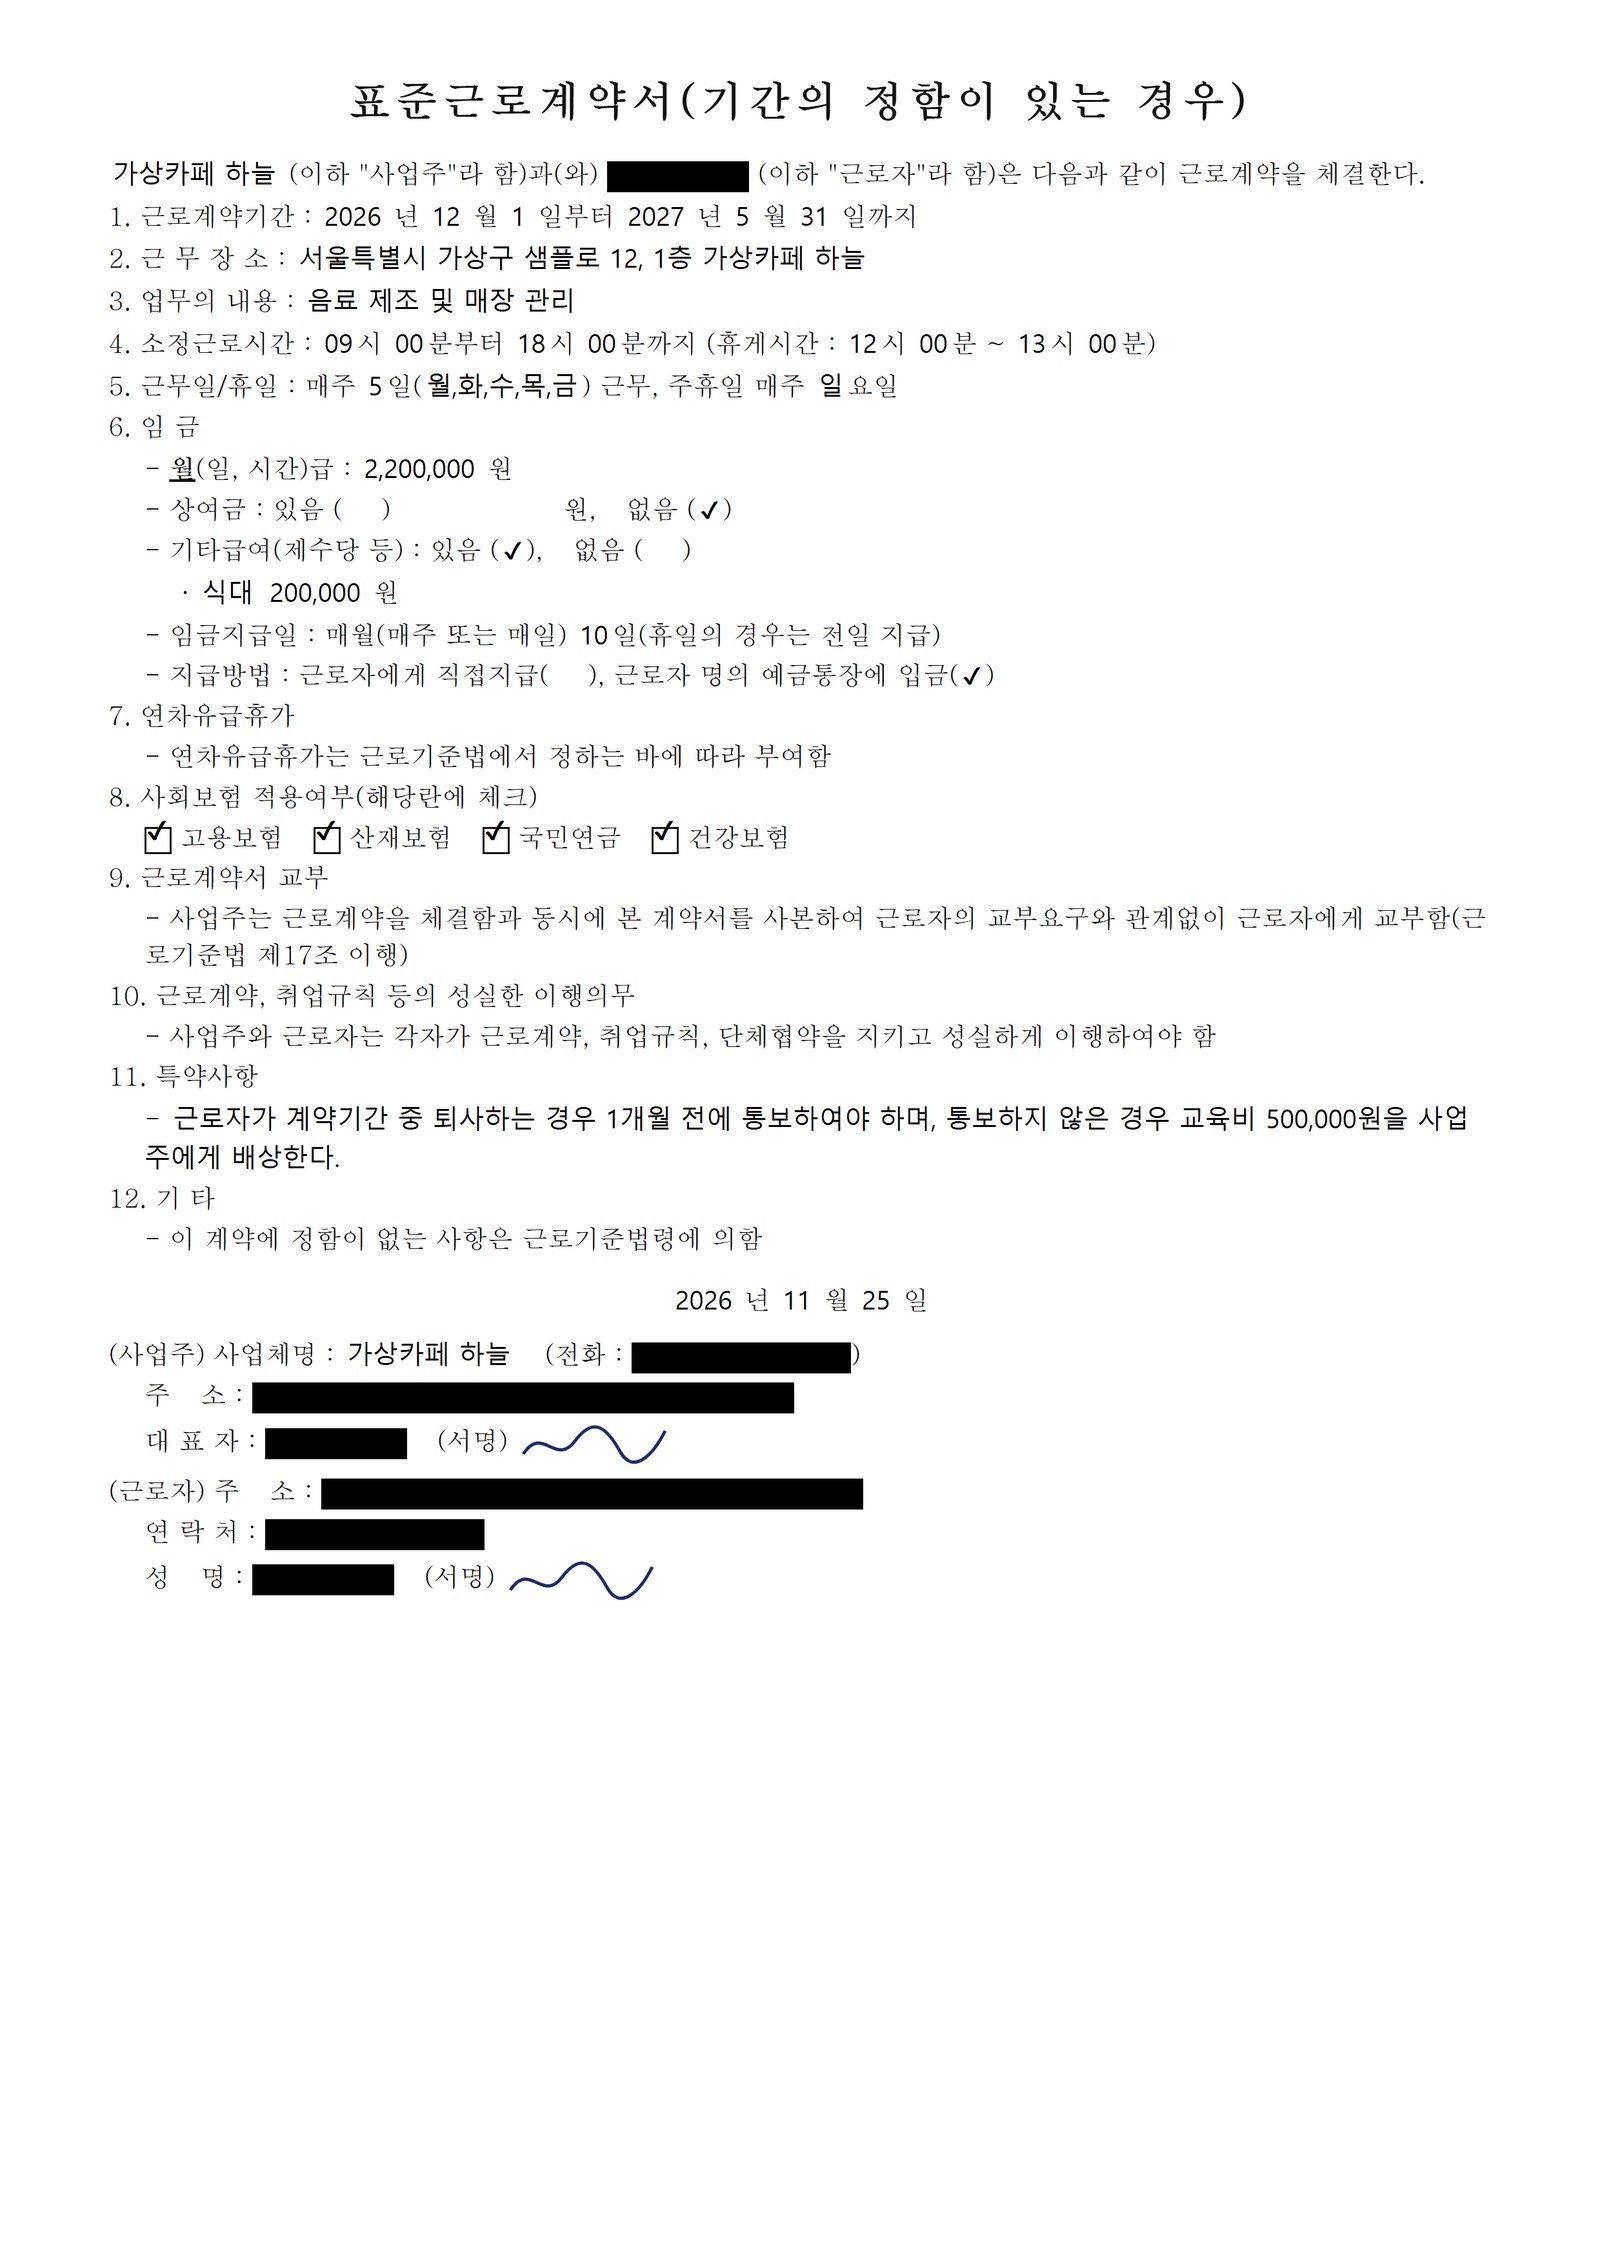 표준근로계약서(기간의 정함이 있는 경우)
가상카페 하늘 (이하 "사업주"라 함)과(와) (이하 "근로자"라 함)은 다음과 같이 근로계약을 체결한다.
1. 근로계약기간 : 2026 년 12 월 1 일부터 2027 년 5 월 31 일까지
2. 근 무 장 소 : 서울특별시 가상구 샘플로 12, 1층 가상카페 하늘
3. 업무의 내용 : 음료 제조 및 매장 관리
4. 소정근로시간 : 09시 00분부터 18시 00분까지 (휴게시간 : 12시 00분 ~ 13시 00분)
5. 근무일/휴일 : 매주 5일(월,화,수,목,금) 근무, 주휴일 매주 일요일
6. 임 금
- 월(일, 시간)급 : 2,200,000 원
- 상여금 : 있음 ( ) 원, 없음 (✓)
- 기타급여(제수당 등) : 있음 (✓), 없음 ( )
· 식대 200,000 원
- 임금지급일 : 매월(매주 또는 매일) 10일(휴일의 경우는 전일 지급)
- 지급방법 : 근로자에게 직접지급( ), 근로자 명의 예금통장에 입금(✓)
7. 연차유급휴가
- 연차유급휴가는 근로기준법에서 정하는 바에 따라 부여함
8. 사회보험 적용여부(해당란에 체크)
☑ 고용보험 ☑ 산재보험 ☑ 국민연금 ☑ 건강보험
9. 근로계약서 교부
- 사업주는 근로계약을 체결함과 동시에 본 계약서를 사본하여 근로자의 교부요구와 관계없이 근로자에게 교부함(근
로기준법 제17조 이행)
10. 근로계약, 취업규칙 등의 성실한 이행의무
- 사업주와 근로자는 각자가 근로계약, 취업규칙, 단체협약을 지키고 성실하게 이행하여야 함
11. 특약사항
- 근로자가 계약기간 중 퇴사하는 경우 1개월 전에 통보하여야 하며, 통보하지 않은 경우 교육비 500,000원을 사업
주에게 배상한다.
12. 기 타
- 이 계약에 정함이 없는 사항은 근로기준법령에 의함
2026 년 11 월 25 일
(사업주) 사업체명 : 가상카페 하늘 (전화 : )
주 소 :
대 표 자 : (서명)
(근로자) 주 소 :
연 락 처 :
성 명 : (서명)